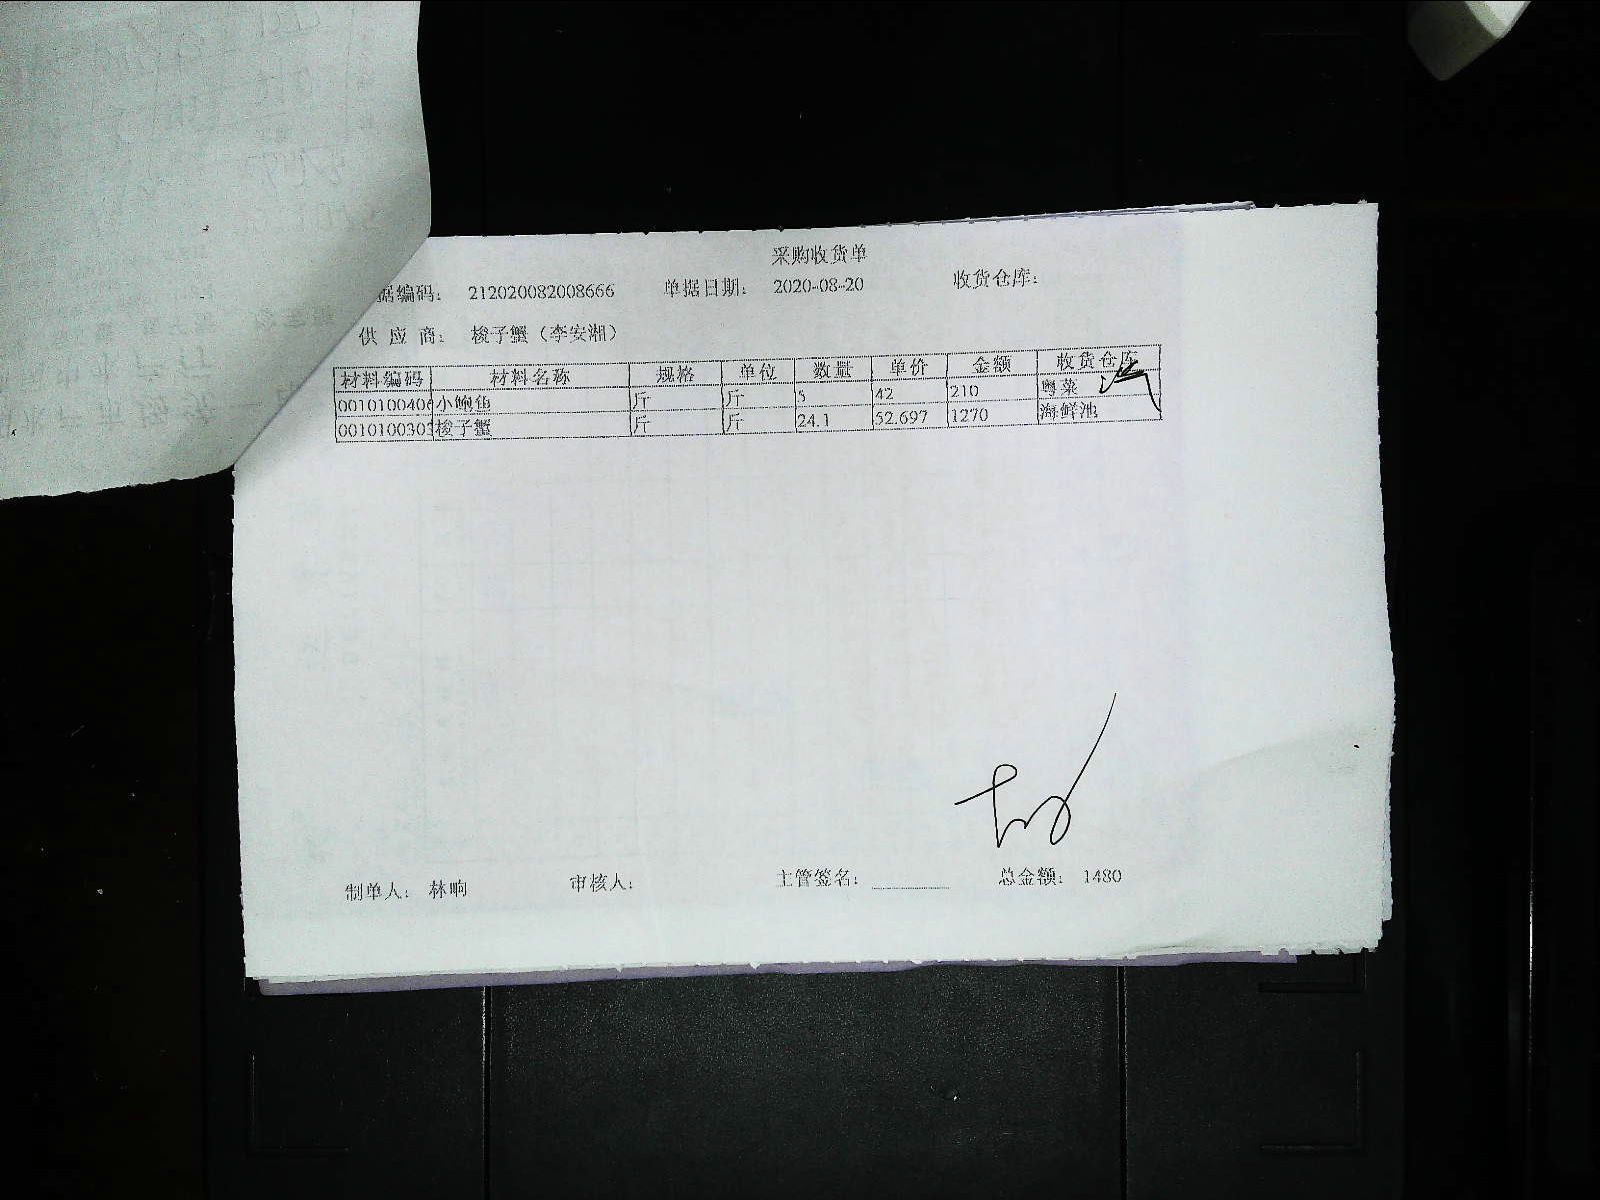 采购收货单
据编码: 212020082008666 单据日期: 2020-08-20 收货仓库:
供应商: 梭子蟹（李安湘）
材料编码 材料名称 规格 单位 数量 单价 金额 收货仓库
0010100406 小鲍鱼 斤 斤 5 42 210 粤菜
001010030 梭子蟹 斤 斤 24.1 52.697 1270 海鲜池
制单人: 林响 审核人: 主管签名: 总金额: 1480